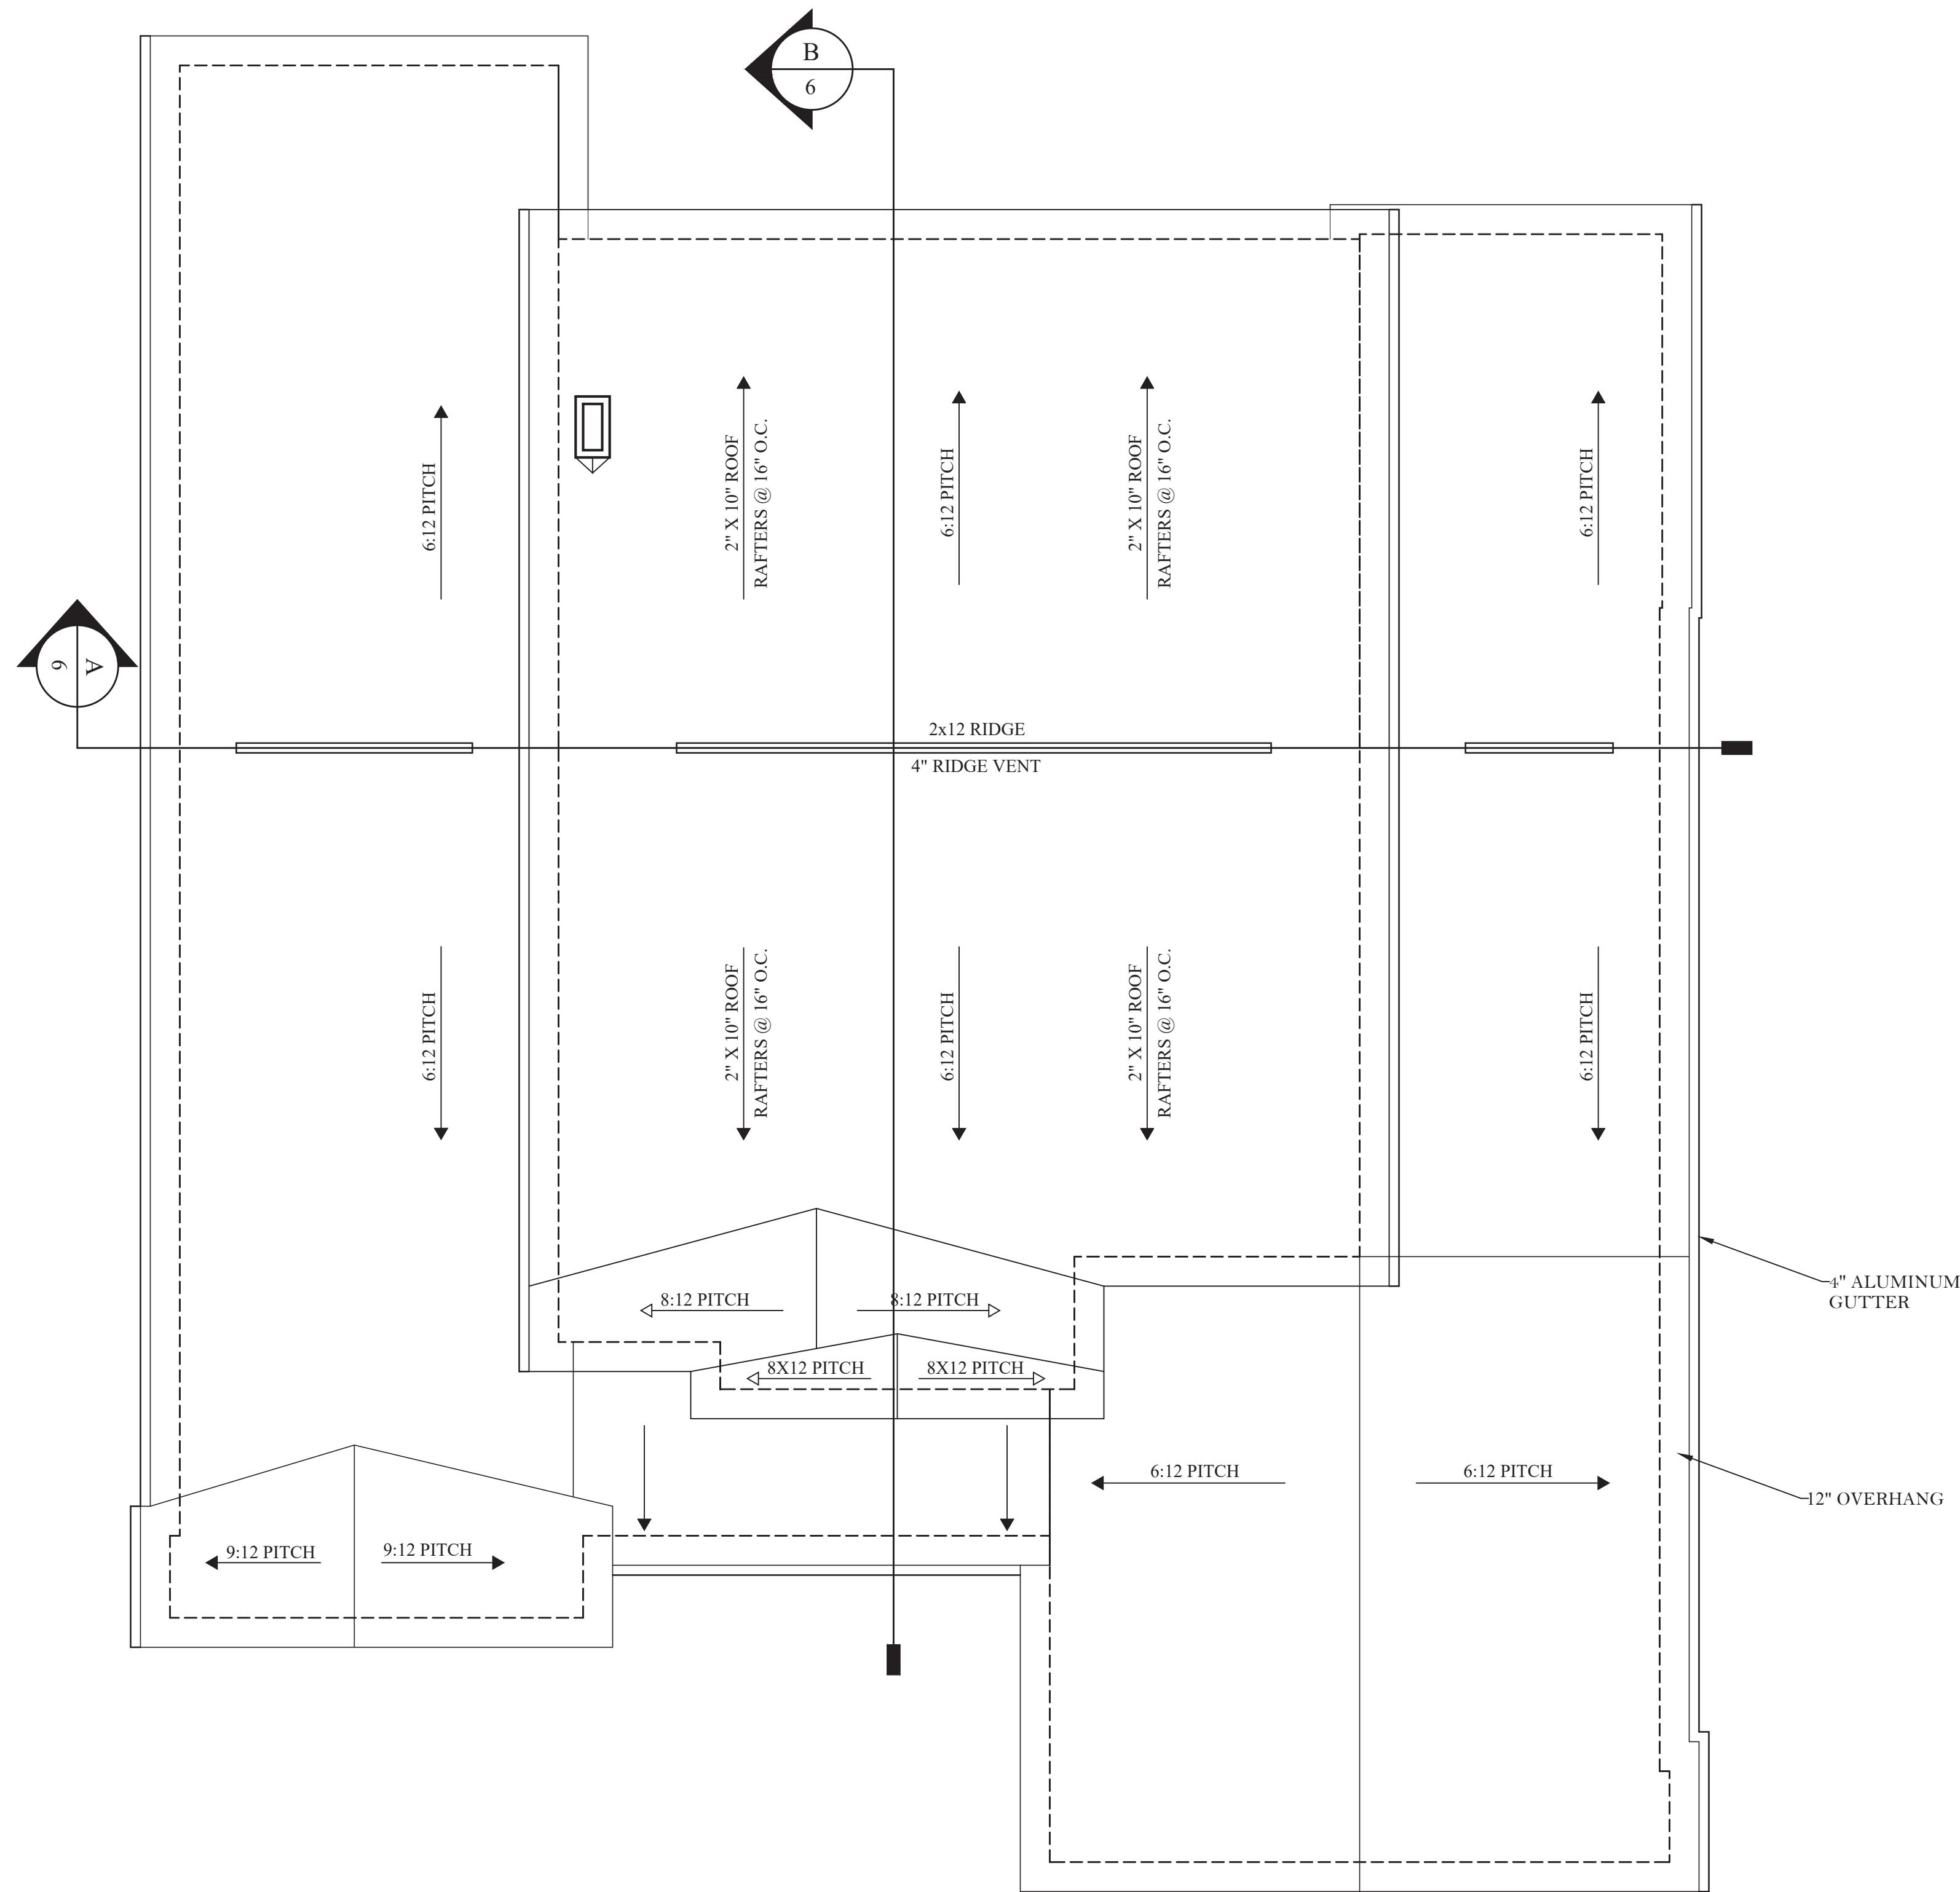 B
6
6:12 PITCH
2" X 10" ROOF
RAFTERS @ 16" O.C.
6:12 PITCH
2" X 10" ROOF
RAFTERS @ 16" O.C.
6:12 PITCH
A
6
2x12 RIDGE
4" RIDGE VENT
6:12 PITCH
2" X 10" ROOF
RAFTERS @ 16" O.C.
6:12 PITCH
2" X 10" ROOF
RAFTERS @ 16" O.C.
6:12 PITCH
4" ALUMINUM
GUTTER
8:12 PITCH
8:12 PITCH
8X12 PITCH
8X12 PITCH
6:12 PITCH
6:12 PITCH
12" OVERHANG
9:12 PITCH
9:12 PITCH